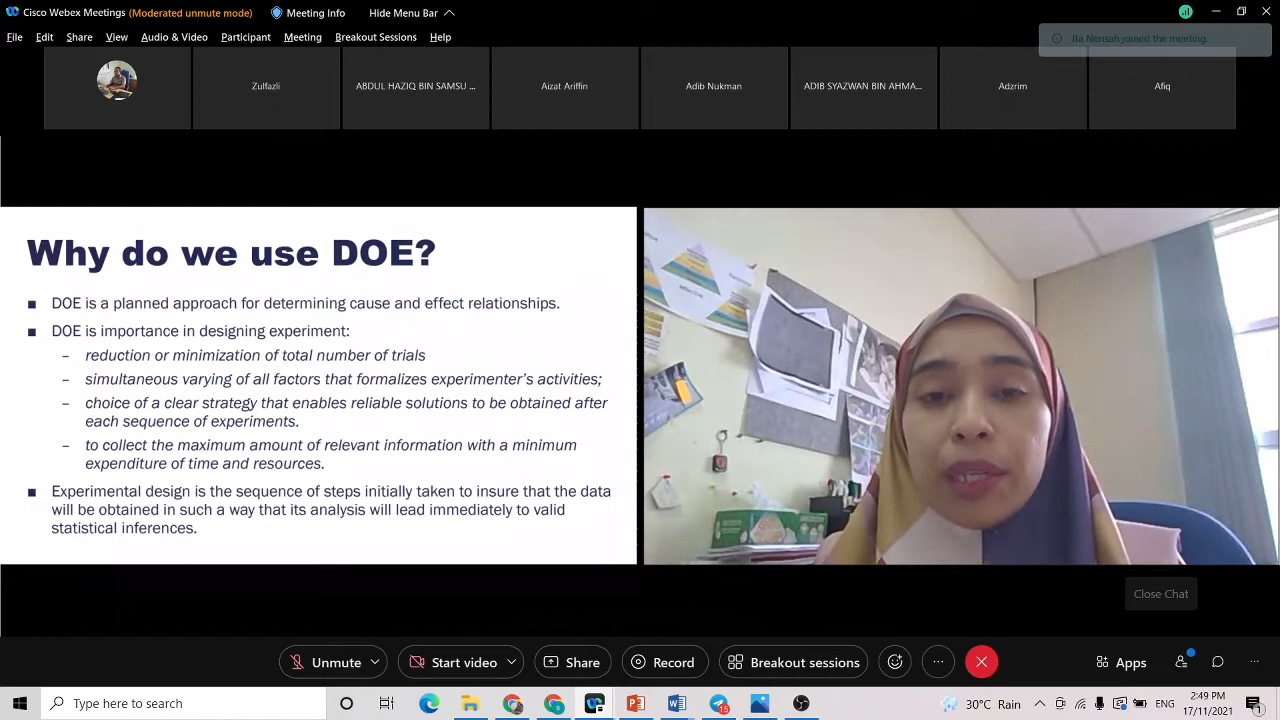 Cisco Webex Meetings (Moderated unmute mode) Meeting Info Hide Menu Bar
File Edit Share View Audio & Video Participant Meeting Breakout Sessions Help
Ila Nensah joined the meeting.
Zulfazli ABDUL HAZIQ BIN SAMSU ... Aizat Ariffin Adib Nukman ADIB SYAZWAN BIN AHMA... Adzrim Afiq
Why do we use DOE?
■ DOE is a planned approach for determining cause and effect relationships.
■ DOE is importance in designing experiment:
– reduction or minimization of total number of trials
– simultaneous varying of all factors that formalizes experimenter's activities;
– choice of a clear strategy that enables reliable solutions to be obtained after
each sequence of experiments.
– to collect the maximum amount of relevant information with a minimum
expenditure of time and resources.
■ Experimental design is the sequence of steps initially taken to insure that the data
will be obtained in such a way that its analysis will lead immediately to valid
statistical inferences.
Close Chat
Unmute Start video Share Record Breakout sessions Apps
Type here to search
15
30°C Rain
2:49 PM
17/11/2021
1